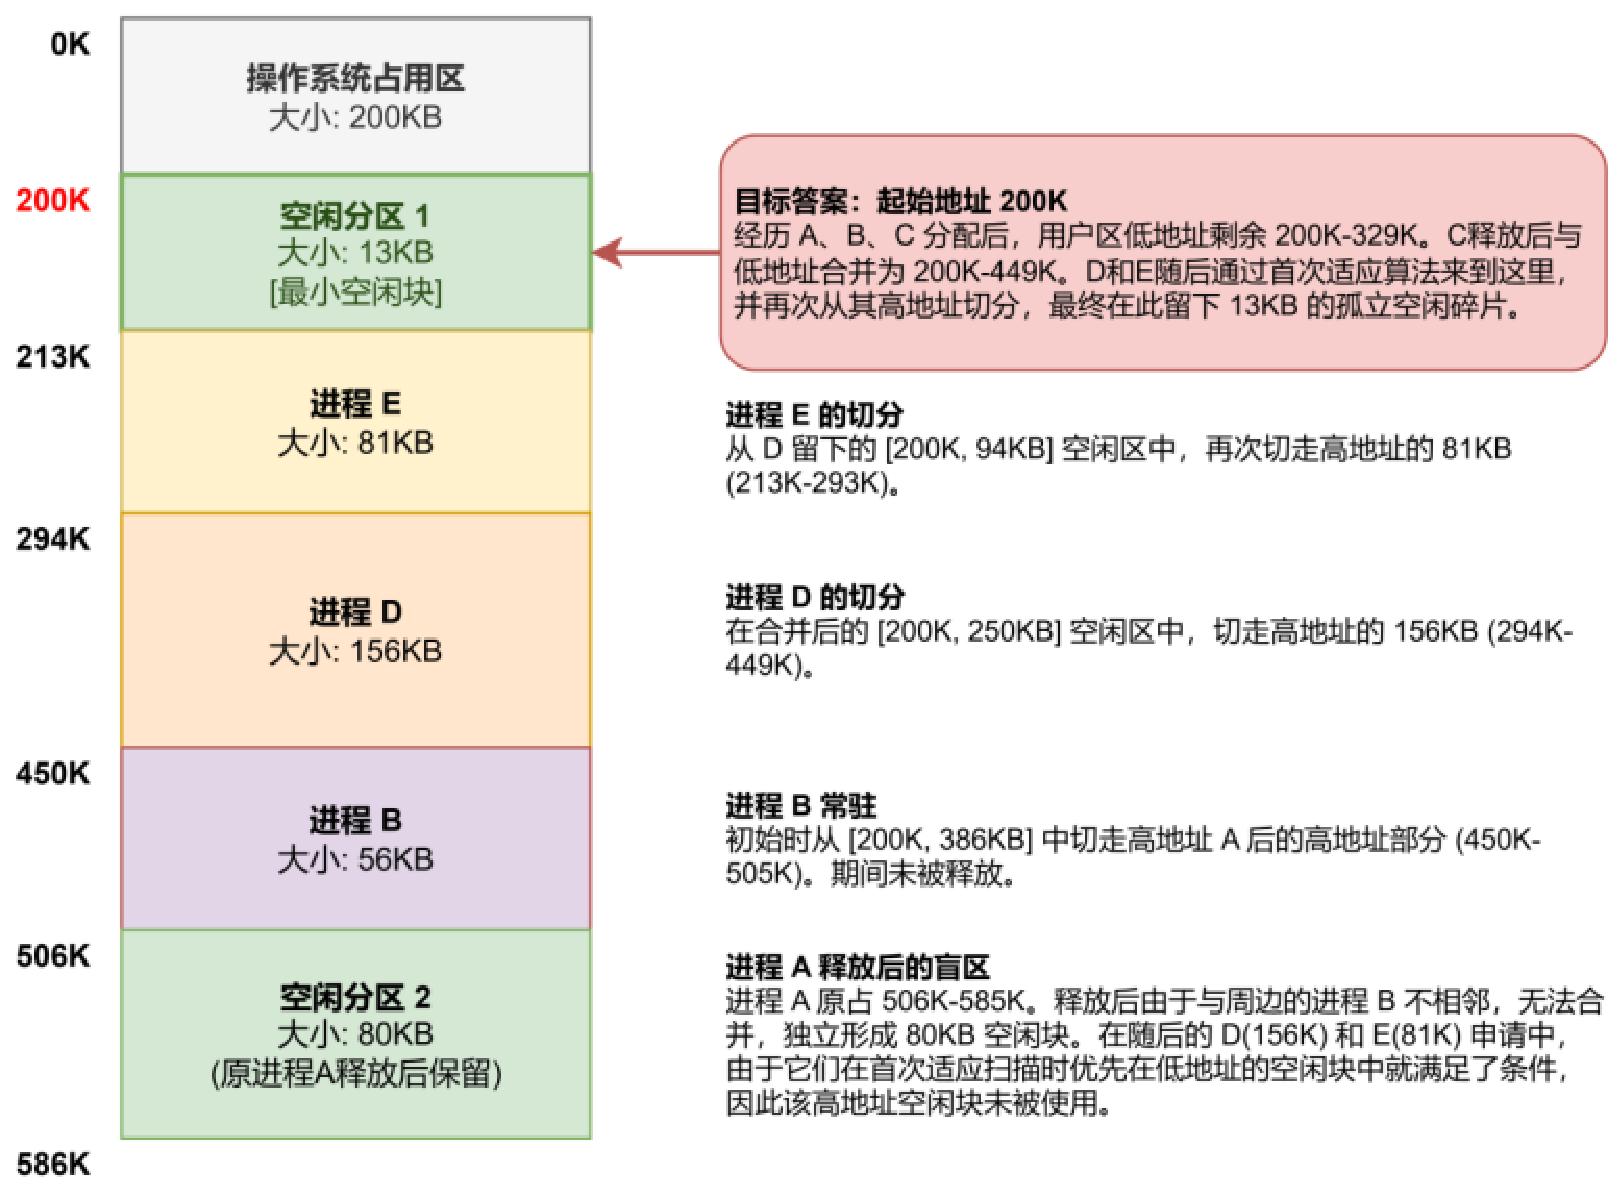 0K
操作系统占用区
大小: 200KB
200K
空闲分区 1
大小: 13KB
[最小空闲块]
目标答案：起始地址 200K
经历 A、B、C 分配后，用户区低地址剩余 200K-329K。C释放后与
低地址合并为 200K-449K。D和E随后通过首次适应算法来到这里，
并再次从其高地址切分，最终在此留下 13KB 的孤立空闲碎片。
213K
进程 E
大小: 81KB
进程 E 的切分
从 D 留下的 [200K, 94KB] 空闲区中，再次切走高地址的 81KB
(213K-293K)。
294K
进程 D
大小: 156KB
进程 D 的切分
在合并后的 [200K, 250KB] 空闲区中，切走高地址的 156KB (294K-
449K)。
450K
进程 B
大小: 56KB
进程 B 常驻
初始时从 [200K, 386KB] 中切走高地址 A 后的高地址部分 (450K-
505K)。期间未被释放。
506K
空闲分区 2
大小: 80KB
(原进程A释放后保留)
进程 A 释放后的盲区
进程 A 原占 506K-585K。释放后由于与周边的进程 B 不相邻，无法合
并，独立形成 80KB 空闲块。在随后的 D(156K) 和 E(81K) 申请中，
由于它们在首次适应扫描时优先在低地址的空闲块中就满足了条件，
因此该高地址空闲块未被使用。
586K